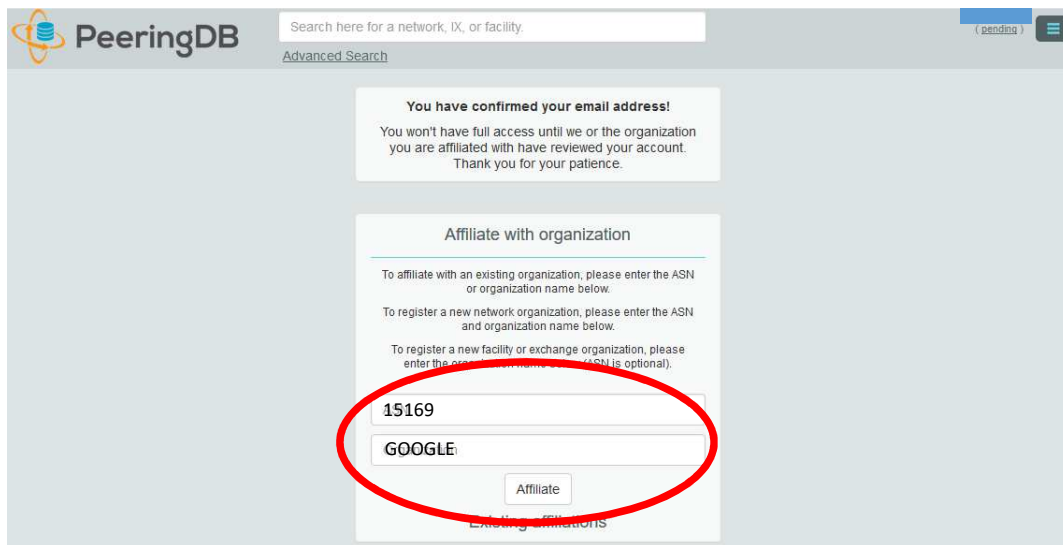 PeeringDB
Search here for a network, IX, or facility.
Advanced Search
( pending )
You have confirmed your email address!
You won't have full access until we or the organization
you are affiliated with have reviewed your account.
Thank you for your patience.
Affiliate with organization
To affiliate with an existing organization, please enter the ASN
or organization name below.
To register a new network organization, please enter the ASN
and organization name below.
To register a new facility or exchange organization, please
enter the organization name below (ASN is optional).
15169
GOOGLE
Affiliate
Existing affiliations